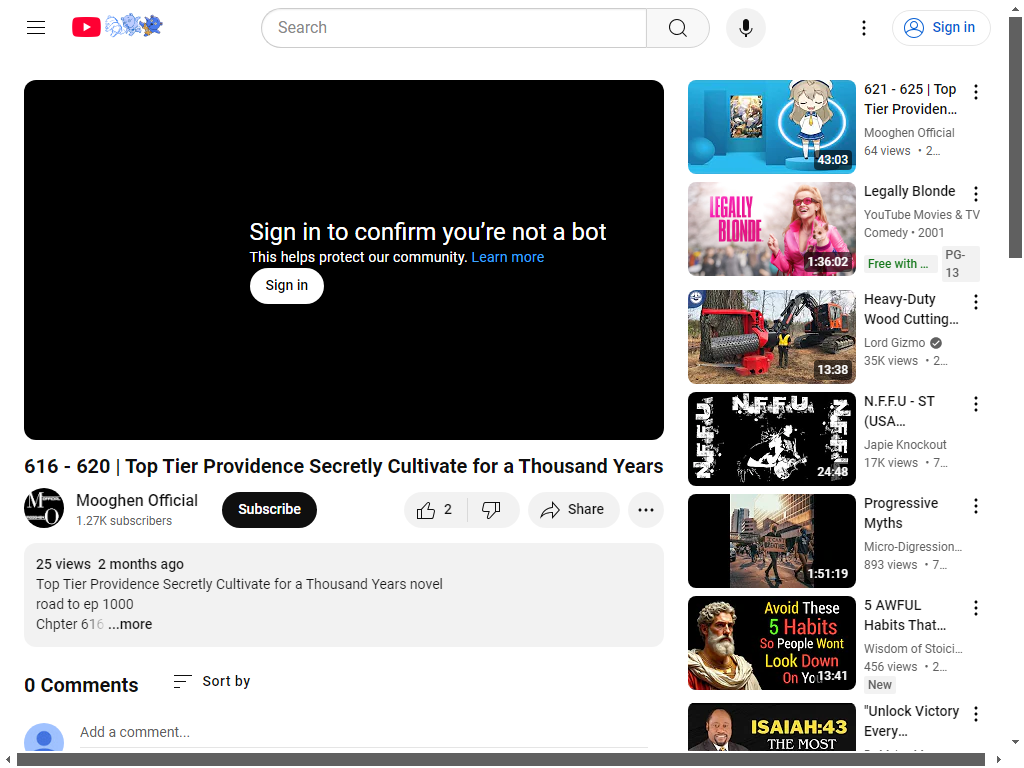 Search
Sign in
Sign in to confirm you're not a bot
This helps protect our community. Learn more
Sign in
616 - 620 | Top Tier Providence Secretly Cultivate for a Thousand Years
Mooghen Official
1.27K subscribers
Subscribe
2
Share
25 views 2 months ago
Top Tier Providence Secretly Cultivate for a Thousand Years novel
road to ep 1000
Chpter 616 ...more
0 Comments
Sort by
Add a comment...
43:03
621 - 625 | Top
Tier Providen...
Mooghen Official
64 views • 2...
LEGALLY
BLONDE
1:36:02
Legally Blonde
YouTube Movies & TV
Comedy • 2001
Free with ...
PG-
13
13:38
Heavy-Duty
Wood Cutting...
Lord Gizmo
35K views • 2...
N.F.F.U
24:48
N.F.F.U - ST
(USA...
Japie Knockout
17K views • 7...
1:51:19
Progressive
Myths
Micro-Digression...
893 views • 7...
Avoid These
5 Habits
So People Wont
Look Down
On You
13:41
5 AWFUL
Habits That...
Wisdom of Stoici...
456 views • 2...
New
ISAIAH:43
THE MOST
"Unlock Victory
Every...